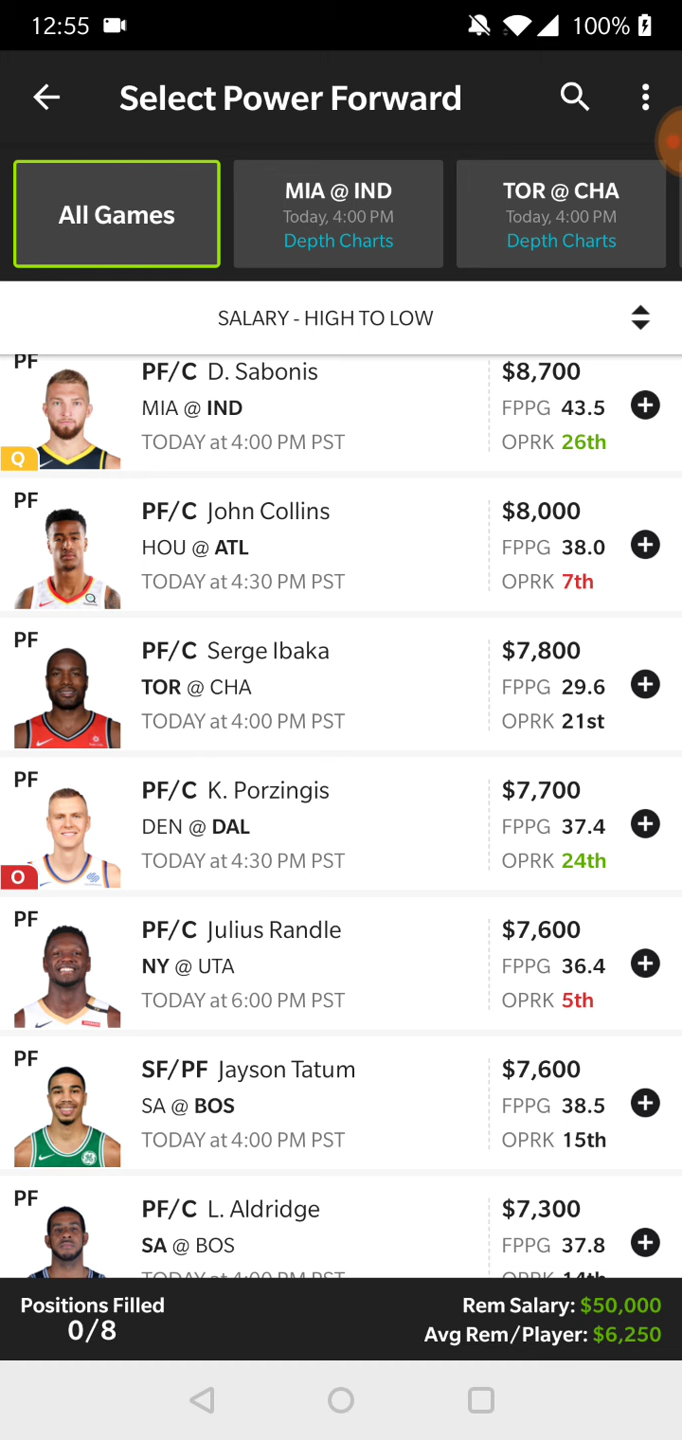 12:55 100%
Select Power Forward
All Games
MIA @ IND
Today, 4:00 PM
Depth Charts
TOR @ CHA
Today, 4:00 PM
Depth Charts
SALARY - HIGH TO LOW
PF
PF/C D. Sabonis
MIA @ IND
TODAY at 4:00 PM PST
$8,700
FPPG 43.5
OPRK 26th
Q
PF
PF/C John Collins
HOU @ ATL
TODAY at 4:30 PM PST
$8,000
FPPG 38.0
OPRK 7th
PF
PF/C Serge Ibaka
TOR @ CHA
TODAY at 4:00 PM PST
$7,800
FPPG 29.6
OPRK 21st
PF
PF/C K. Porzingis
DEN @ DAL
TODAY at 4:30 PM PST
$7,700
FPPG 37.4
OPRK 24th
O
PF
PF/C Julius Randle
NY @ UTA
TODAY at 6:00 PM PST
$7,600
FPPG 36.4
OPRK 5th
PF
SF/PF Jayson Tatum
SA @ BOS
TODAY at 4:00 PM PST
$7,600
FPPG 38.5
OPRK 15th
PF
PF/C L. Aldridge
SA @ BOS
TODAY at 4:00 PM PST
$7,300
FPPG 37.8
OPRK 14th
Positions Filled
0/8
Rem Salary: $50,000
Avg Rem/Player: $6,250